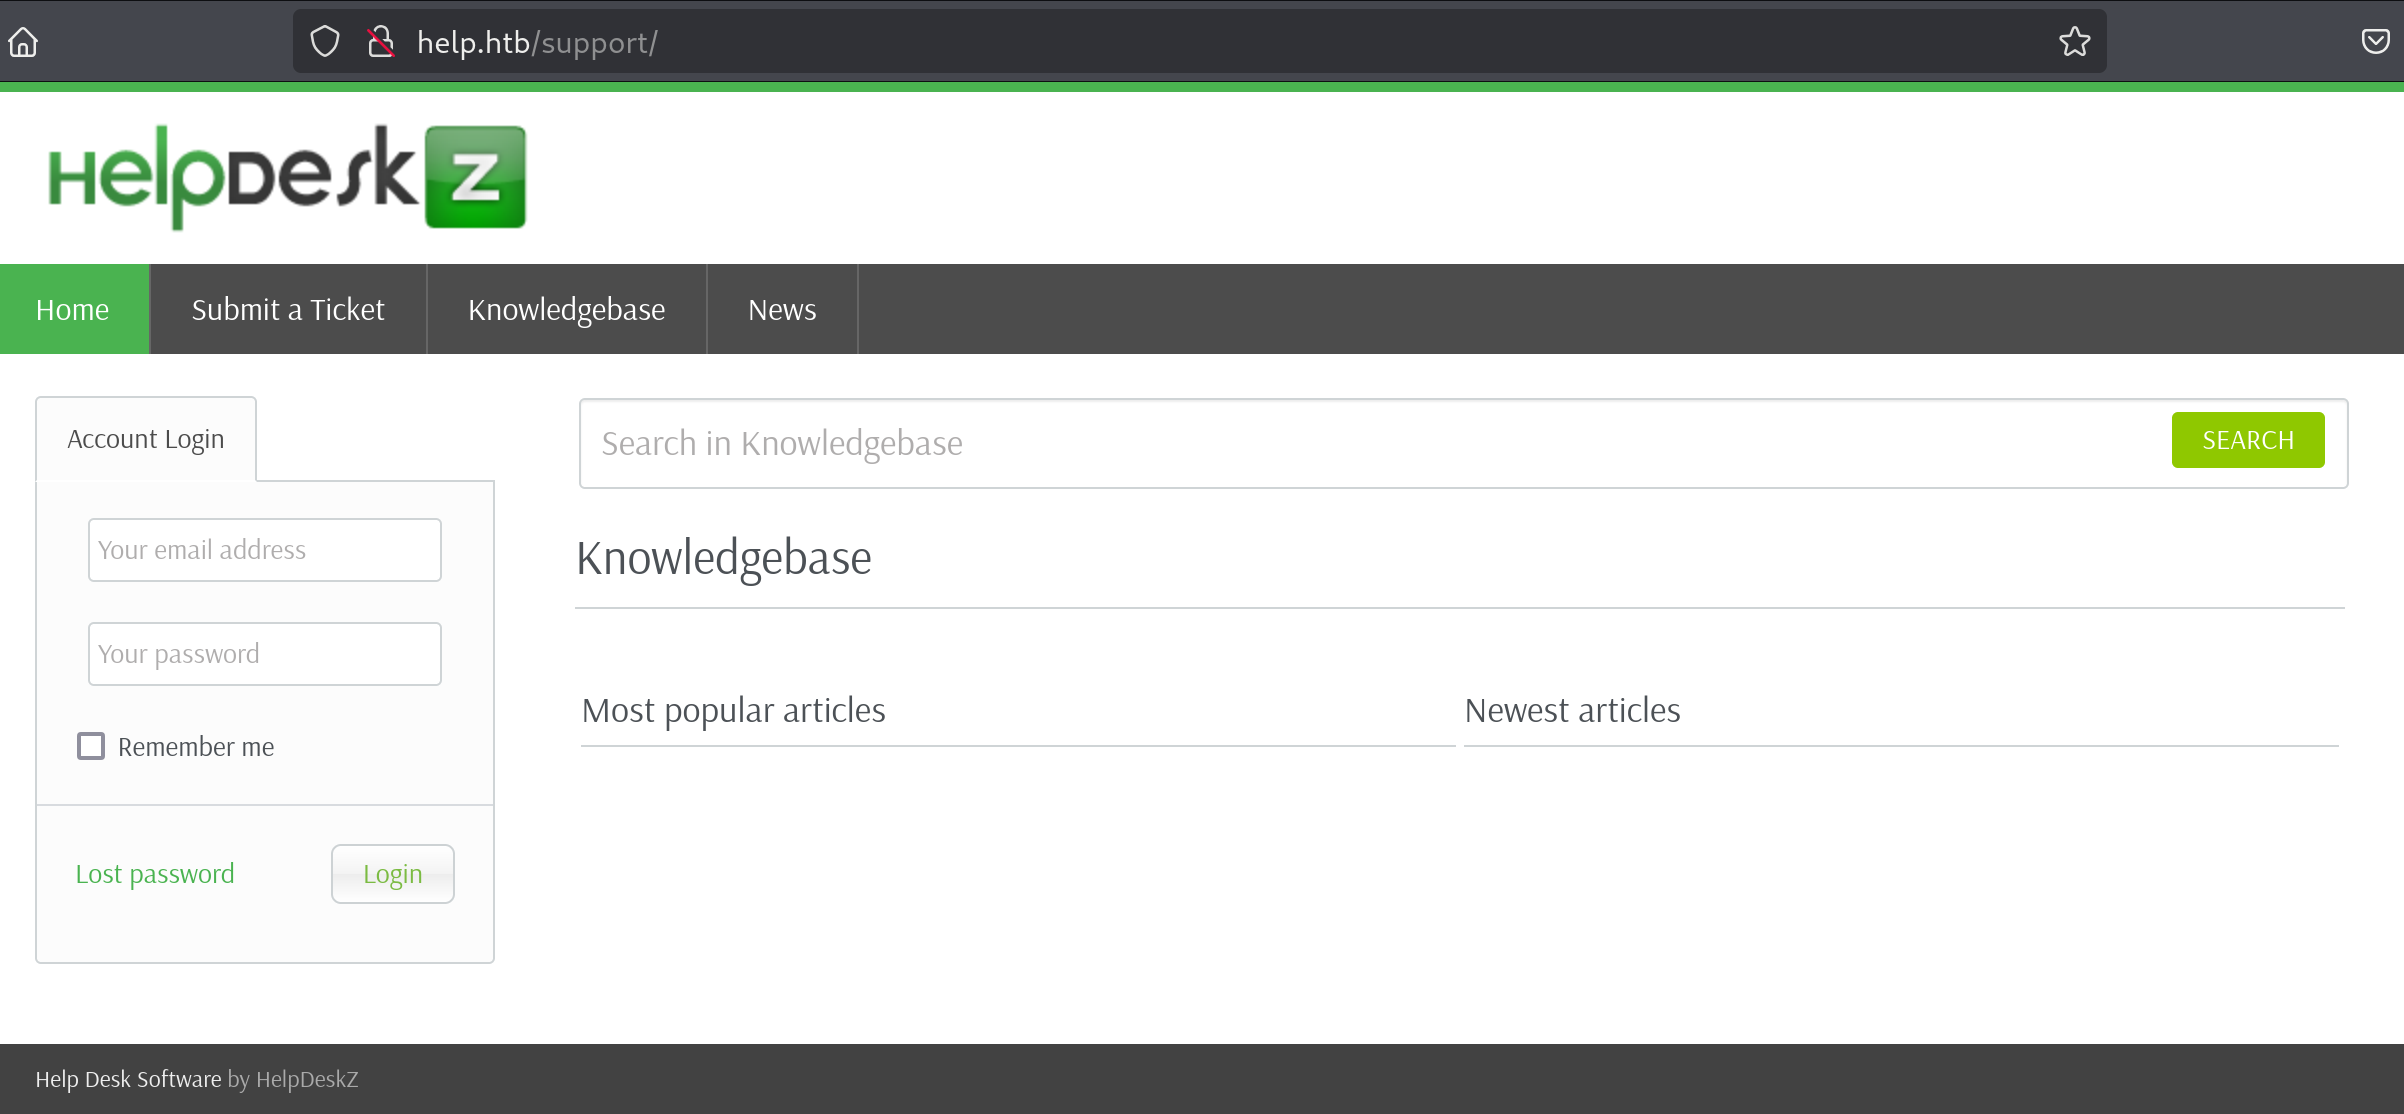 help.htb/support/
HelpDesk Z
Home Submit a Ticket Knowledgebase News
Account Login
Search in Knowledgebase SEARCH
Your email address
Your password
Remember me
Lost password Login
Knowledgebase
Most popular articles Newest articles
Help Desk Software by HelpDeskZ